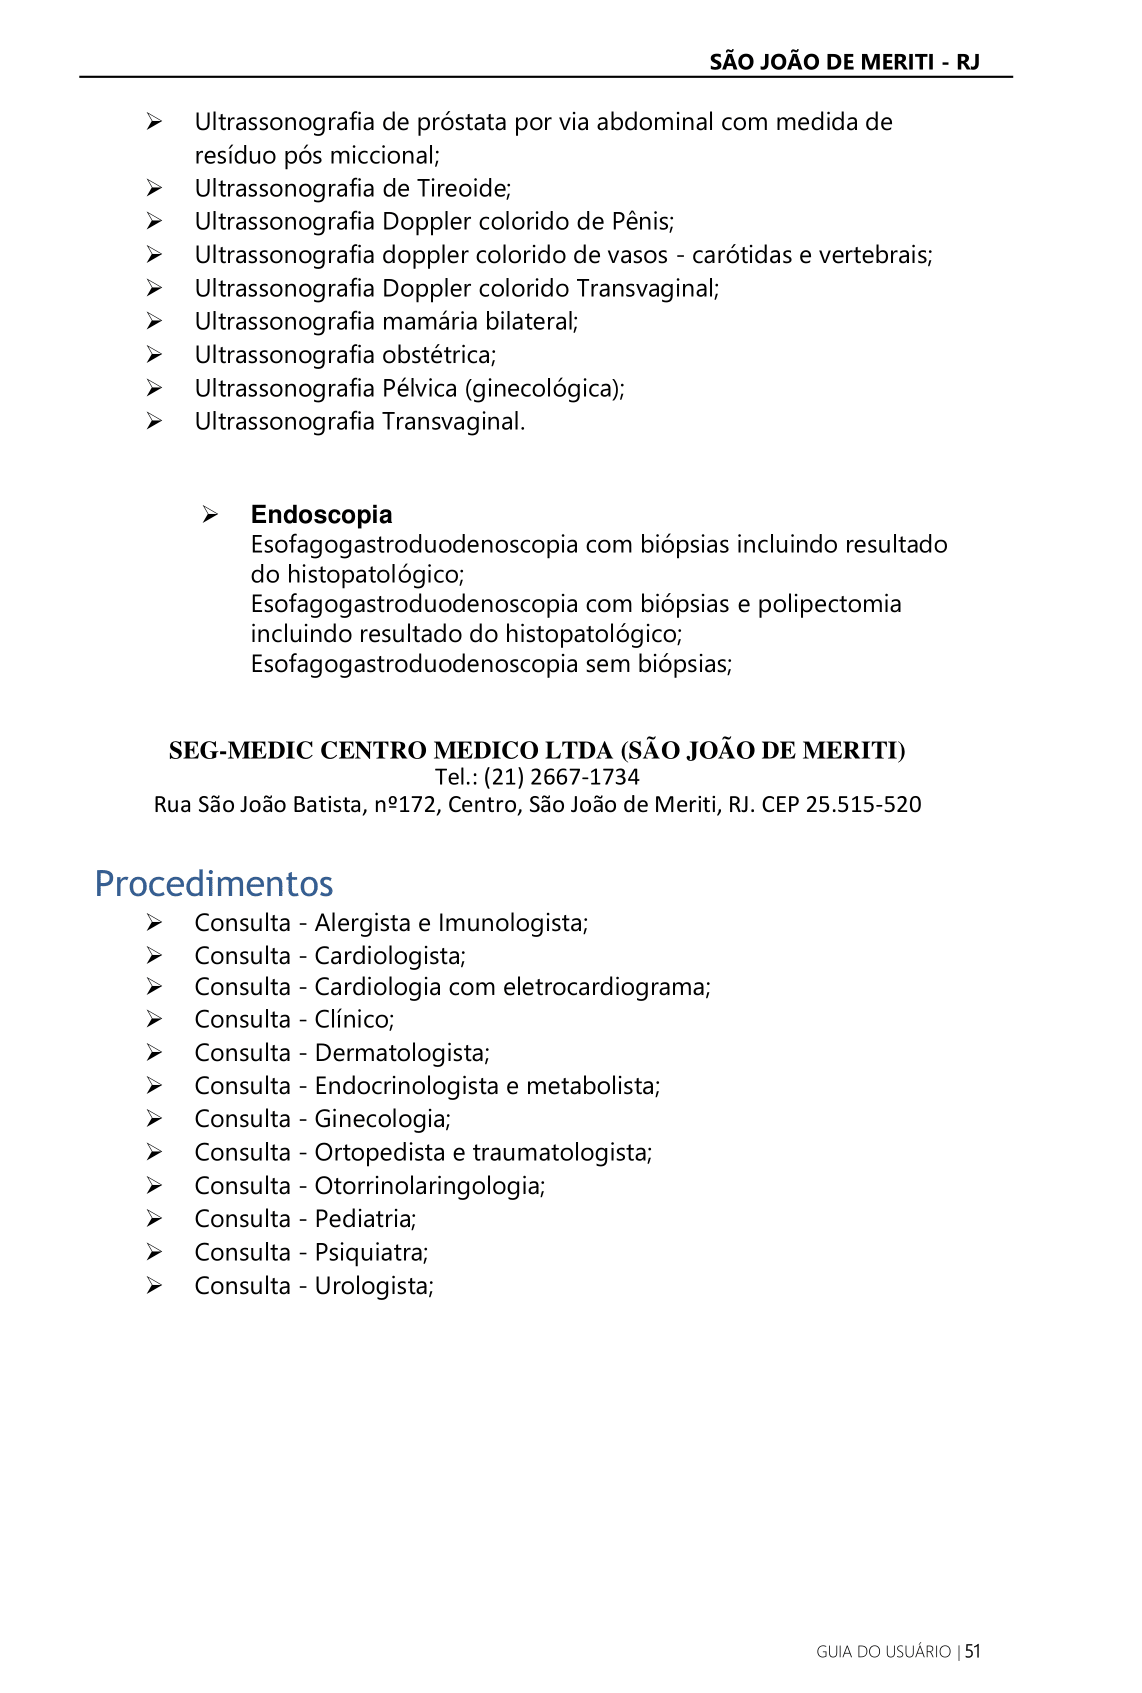 SÃO JOÃO DE MERITI - RJ
➢ Ultrassonografia de próstata por via abdominal com medida de
resíduo pós miccional;
➢ Ultrassonografia de Tireoide;
➢ Ultrassonografia Doppler colorido de Pênis;
➢ Ultrassonografia doppler colorido de vasos - carótidas e vertebrais;
➢ Ultrassonografia Doppler colorido Transvaginal;
➢ Ultrassonografia mamária bilateral;
➢ Ultrassonografia obstétrica;
➢ Ultrassonografia Pélvica (ginecológica);
➢ Ultrassonografia Transvaginal.
➢ Endoscopia
Esofagogastroduodenoscopia com biópsias incluindo resultado
do histopatológico;
Esofagogastroduodenoscopia com biópsias e polipectomia
incluindo resultado do histopatológico;
Esofagogastroduodenoscopia sem biópsias;
SEG-MEDIC CENTRO MEDICO LTDA (SÃO JOÃO DE MERITI)
Tel.: (21) 2667-1734
Rua São João Batista, nº172, Centro, São João de Meriti, RJ. CEP 25.515-520
Procedimentos
➢ Consulta - Alergista e Imunologista;
➢ Consulta - Cardiologista;
➢ Consulta - Cardiologia com eletrocardiograma;
➢ Consulta - Clínico;
➢ Consulta - Dermatologista;
➢ Consulta - Endocrinologista e metabolista;
➢ Consulta - Ginecologia;
➢ Consulta - Ortopedista e traumatologista;
➢ Consulta - Otorrinolaringologia;
➢ Consulta - Pediatria;
➢ Consulta - Psiquiatra;
➢ Consulta - Urologista;
GUIA DO USUÁRIO | 51